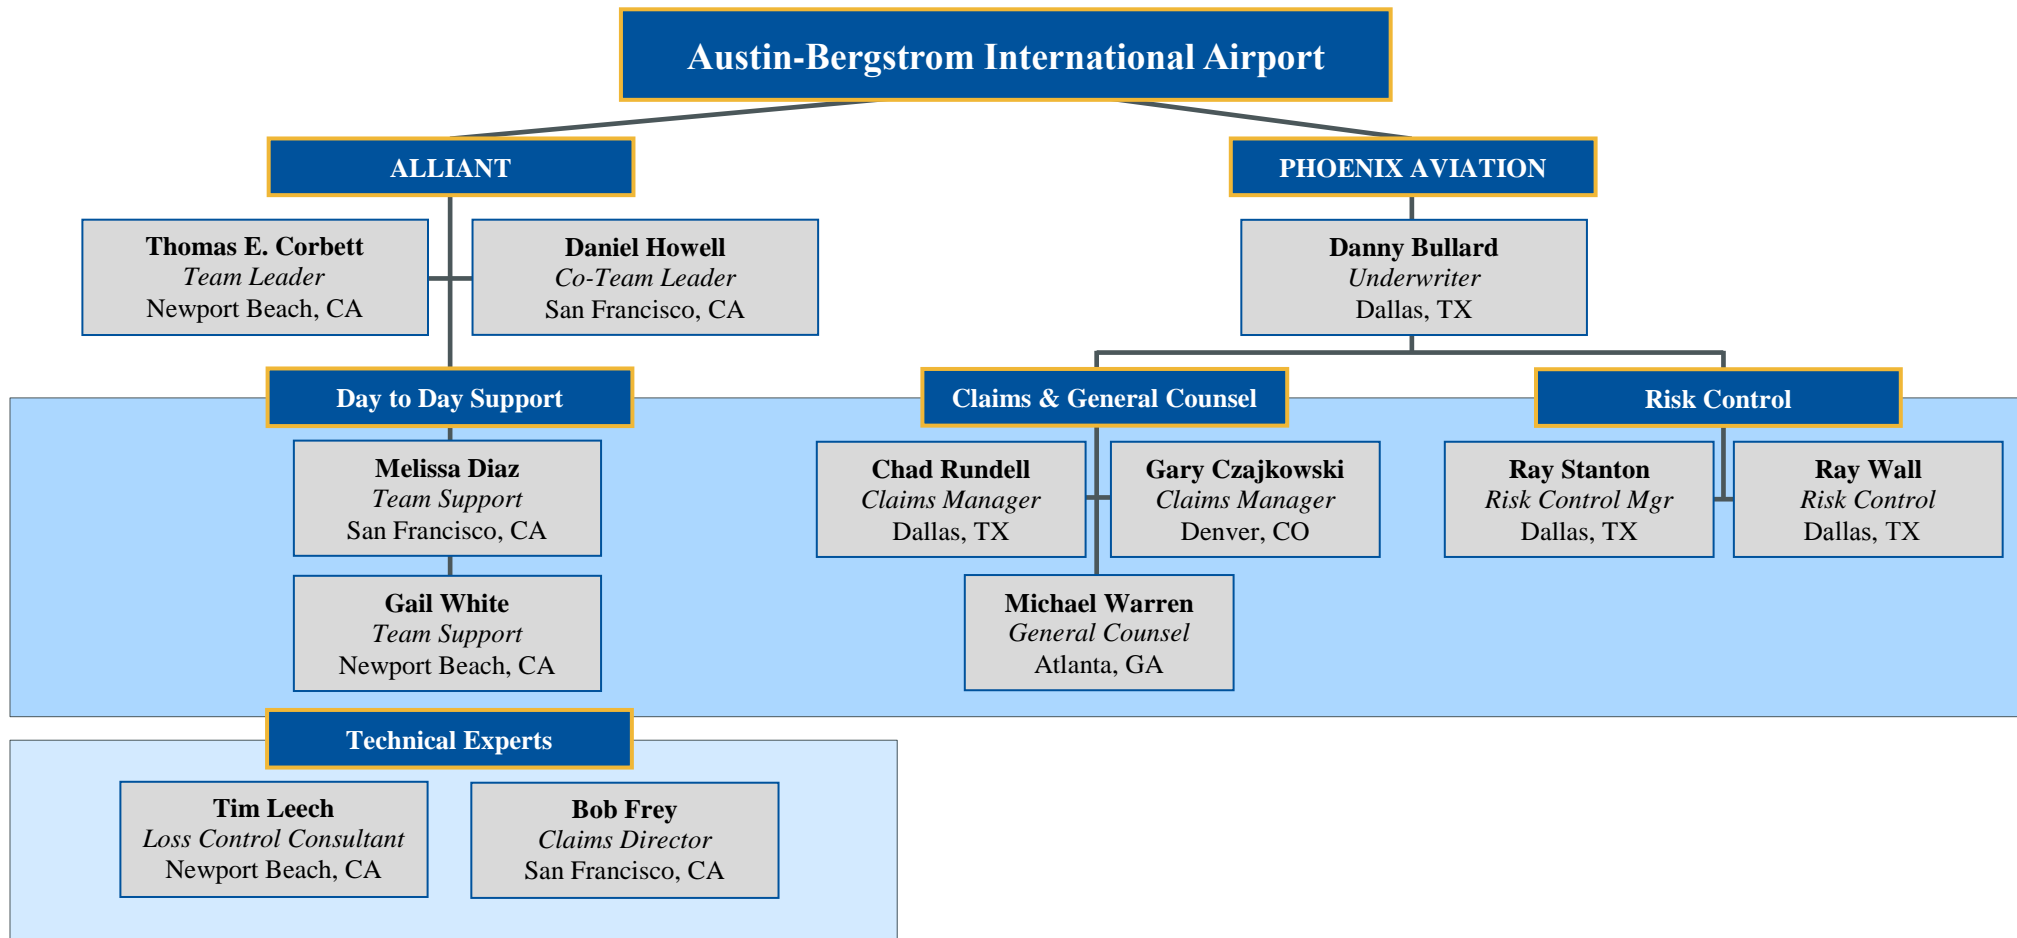 Austin-Bergstrom International Airport
ALLIANT
PHOENIX AVIATION
Thomas E. Corbett
Team Leader
Newport Beach, CA
Daniel Howell
Co-Team Leader
San Francisco, CA
Danny Bullard
Underwriter
Dallas, TX
Day to Day Support
Claims & General Counsel
Risk Control
Melissa Diaz
Team Support
San Francisco, CA
Chad Rundell
Claims Manager
Dallas, TX
Gary Czajkowski
Claims Manager
Denver, CO
Ray Stanton
Risk Control Mgr
Dallas, TX
Ray Wall
Risk Control
Dallas, TX
Gail White
Team Support
Newport Beach, CA
Michael Warren
General Counsel
Atlanta, GA
Technical Experts
Tim Leech
Loss Control Consultant
Newport Beach, CA
Bob Frey
Claims Director
San Francisco, CA